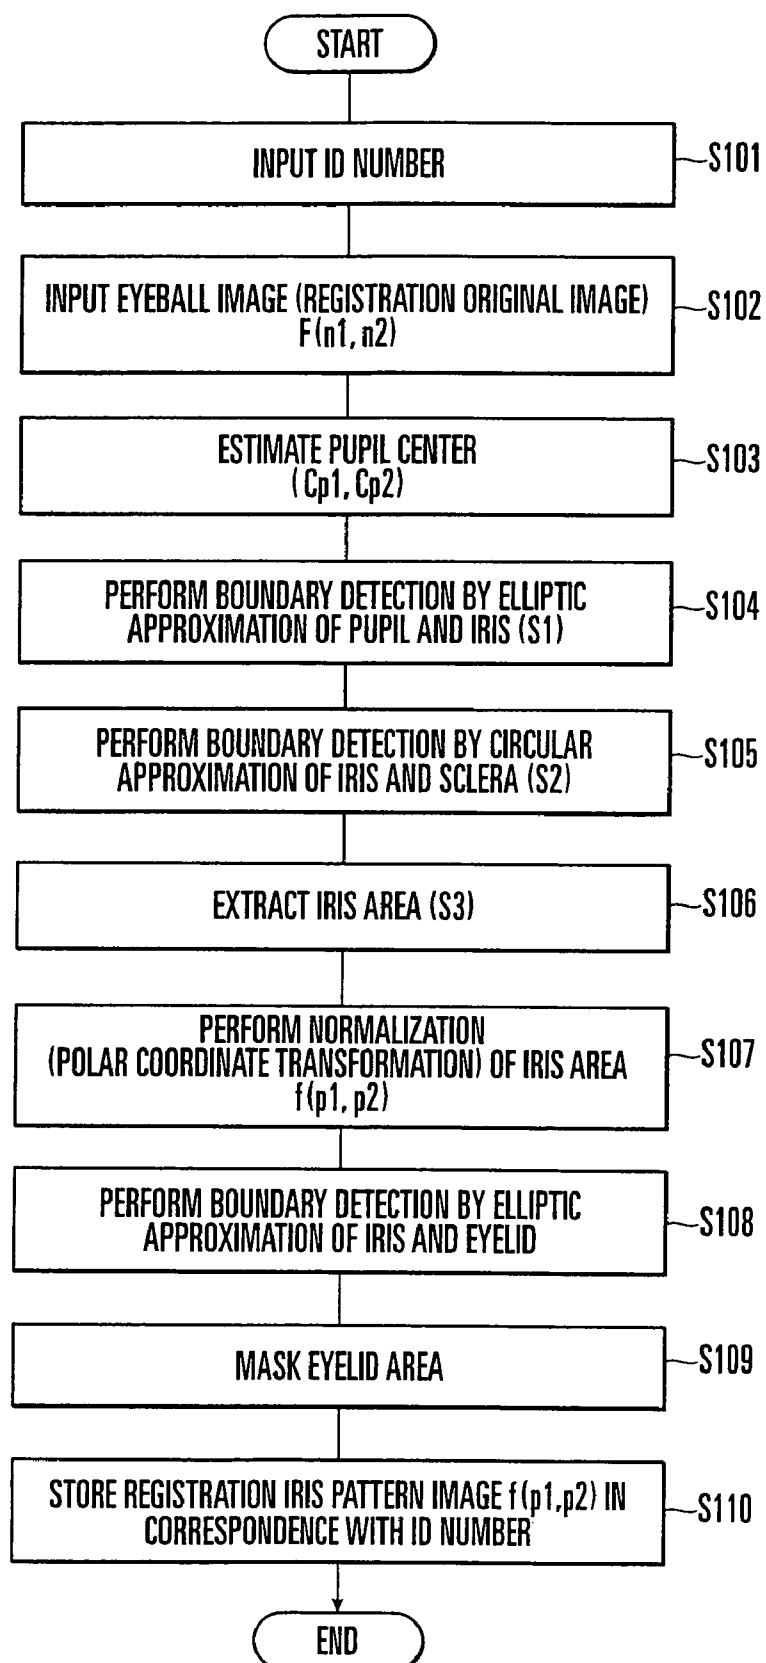 START
INPUT ID NUMBER
S101
INPUT EYEBALL IMAGE (REGISTRATION ORIGINAL IMAGE)
F(n1, n2)
S102
ESTIMATE PUPIL CENTER
(Cp1, Cp2)
S103
PERFORM BOUNDARY DETECTION BY ELLIPTIC
APPROXIMATION OF PUPIL AND IRIS (S1)
S104
PERFORM BOUNDARY DETECTION BY CIRCULAR
APPROXIMATION OF IRIS AND SCLERA (S2)
S105
EXTRACT IRIS AREA (S3)
S106
PERFORM NORMALIZATION
(POLAR COORDINATE TRANSFORMATION) OF IRIS AREA
f(p1, p2)
S107
PERFORM BOUNDARY DETECTION BY ELLIPTIC
APPROXIMATION OF IRIS AND EYELID
S108
MASK EYELID AREA
S109
STORE REGISTRATION IRIS PATTERN IMAGE f(p1,p2) IN
CORRESPONDENCE WITH ID NUMBER
S110
END